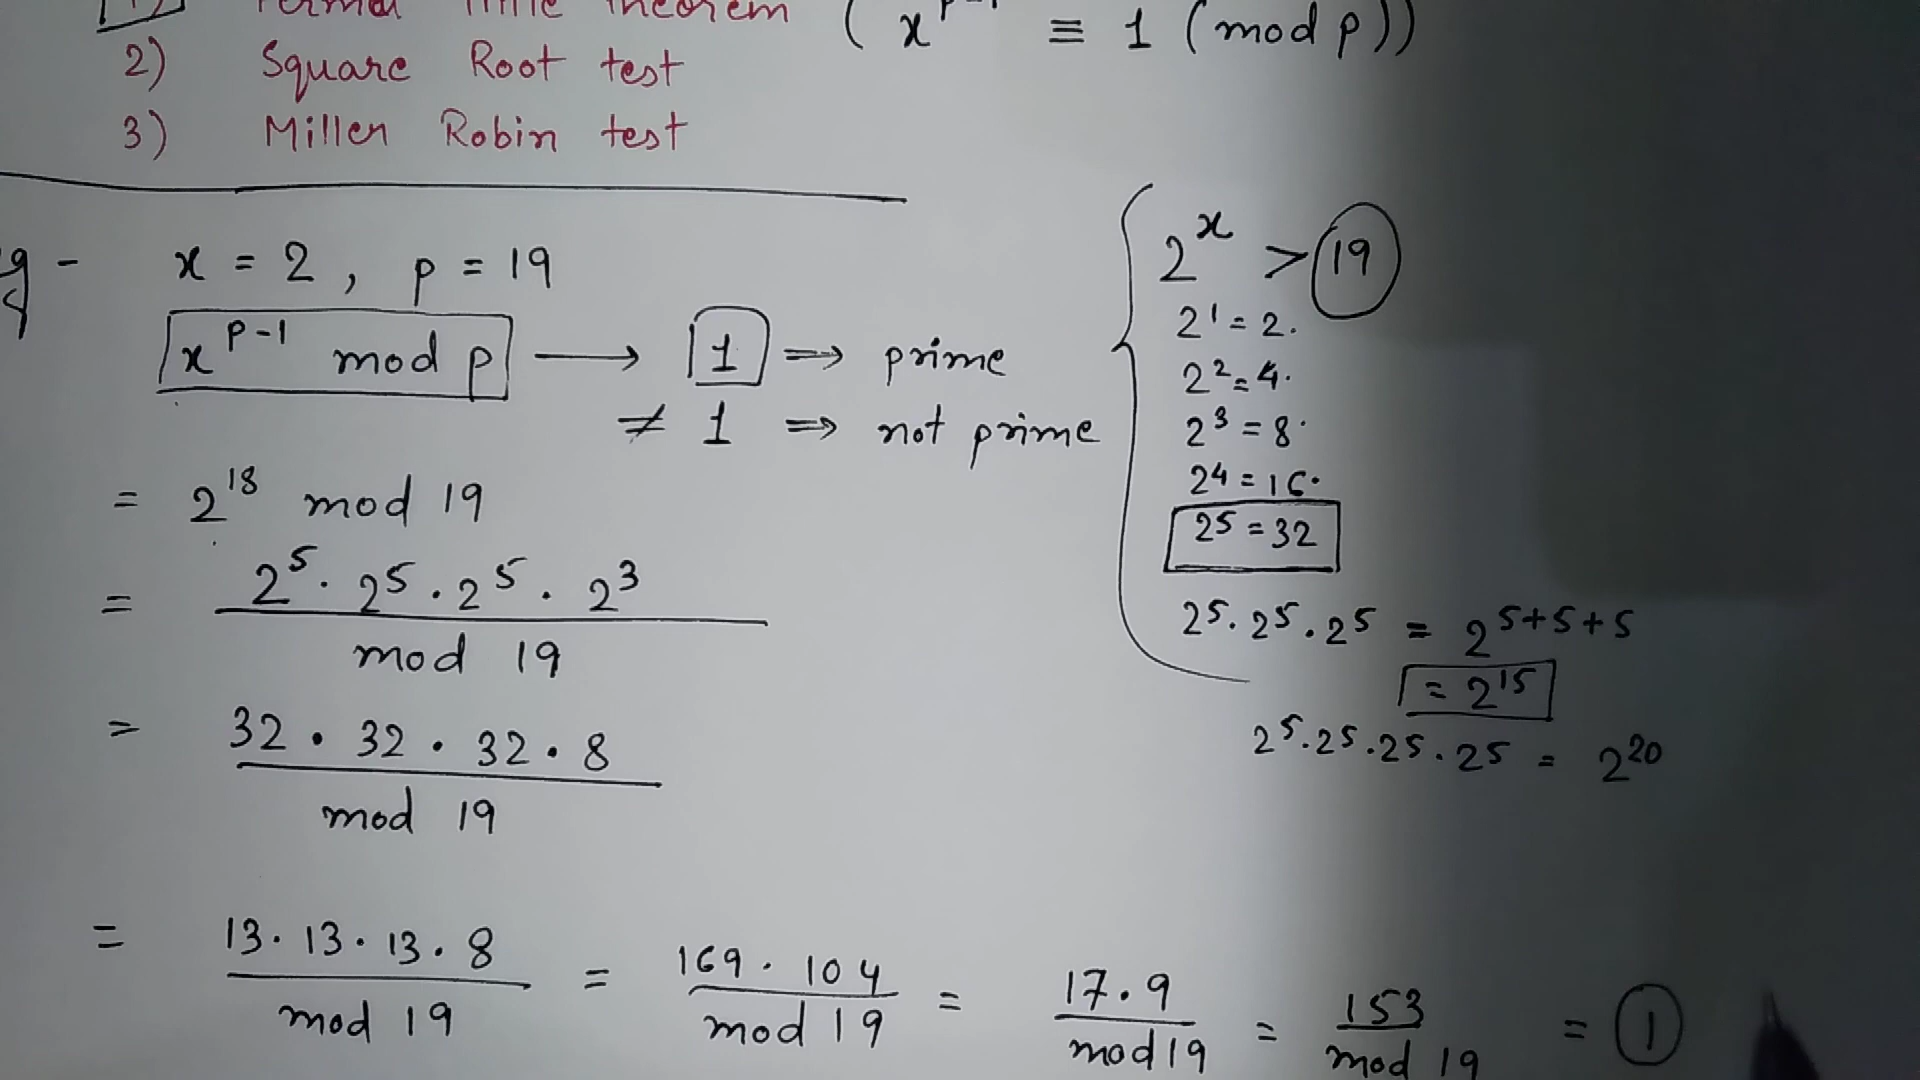 little theorem ( x^p-1 ≡ 1 (mod p))
2) Square Root test
3) Miller Robin test
g - x = 2 , p = 19
x^p-1 mod p → 1 ⇒ prime
≠ 1 ⇒ not prime
= 2^18 mod 19
= 2^5 . 2^5 . 2^5 . 2^3
mod 19
= 32 . 32 . 32 . 8
mod 19
= 13 . 13 . 13 . 8 = 169 . 104 = 17 . 9 = 153 = 1
mod 19 mod 19 mod 19 mod 19
2^x > 19
2^1 = 2 .
2^2 = 4 .
2^3 = 8 .
2^4 = 16 .
2^5 = 32
2^5 . 2^5 . 2^5 = 2^5+5+5
= 2^15
2^5 . 2^5 . 2^5 . 2^5 = 2^20